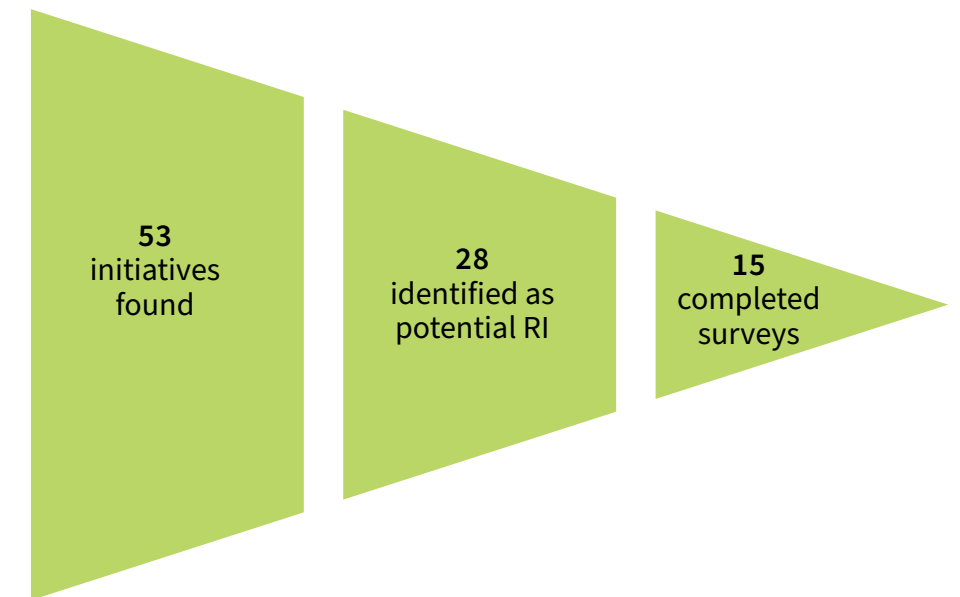 53
initiatives
found
28
identified as
potential RI
15
completed
surveys